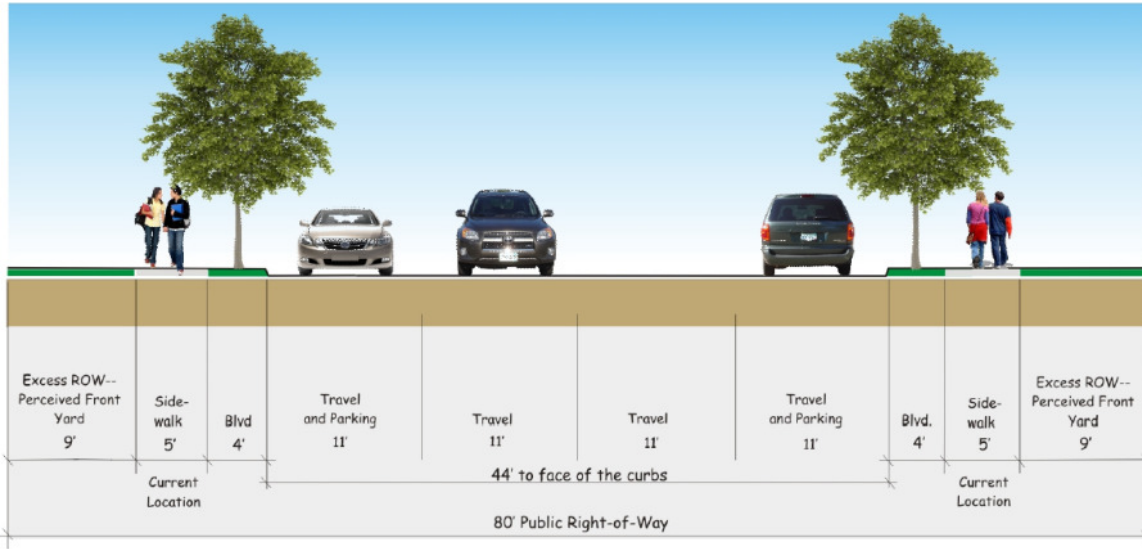 Excess ROW--
Perceived Front
Yard
9'
Side-
walk
5'
Blvd
4'
Travel
and Parking
11'
Travel
11'
Travel
11'
Travel
and Parking
11'
Blvd.
4'
Side-
walk
5'
Excess ROW--
Perceived Front
Yard
9'
44' to face of the curbs
Current
Location
Current
Location
80' Public Right-of-Way